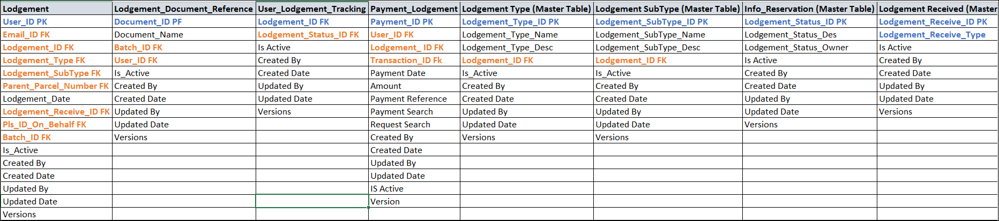 Lodgement Lodgement_Document_Reference User_Lodgement_Tracking Payment_Lodgement Lodgement Type (Master Table) Lodgement SubType (Master Table) Info_Reservation (Master Table) Lodgement Received (Master
User_ID PK Document_ID PF Lodgement_ID FK Payment_ID PK Lodgement_Type_ID PK Lodgement_SubType_ID PK Lodgement_Status_ID PK Lodgement_Receive_ID PK
Email_ID FK Document_Name Lodgement_Status_ID FK User_ID FK Lodgement_Type_Name Lodgement_SubType_Name Lodgement_Status_Des Lodgement_Receive_Type
Lodgement_ID FK Batch_ID FK Is Active Lodgement_ ID FK Lodgement_Type_Desc Lodgement_SubType_Desc Lodgement_Status_Owner Is Active
Lodgement_Type FK User_ID FK Created By Transaction_ID Fk Lodgement_ID FK Lodgement_ID FK Is Active Created By
Lodgement_SubType FK Is_Active Created Date Payment Date Is_Active Is_Active Created By Created Date
Parent_Parcel_Number FK Created By Updated By Amount Created By Created By Created Date Updated By
Lodgement_Date Created Date Updated Date Payment Reference Created Date Created Date Updated By Updated Date
Lodgement_Receive_ID FK Updated By Versions Payment Search Updated By Updated By Updated Date Versions
Pls_ID_On_Behalf FK Updated Date Request Search Updated Date Updated Date Versions
Batch_ID FK Versions Created By Versions Versions
Is_Active Created Date
Created By Updated By
Created Date Updated Date
Updated By IS Active
Updated Date Version
Versions